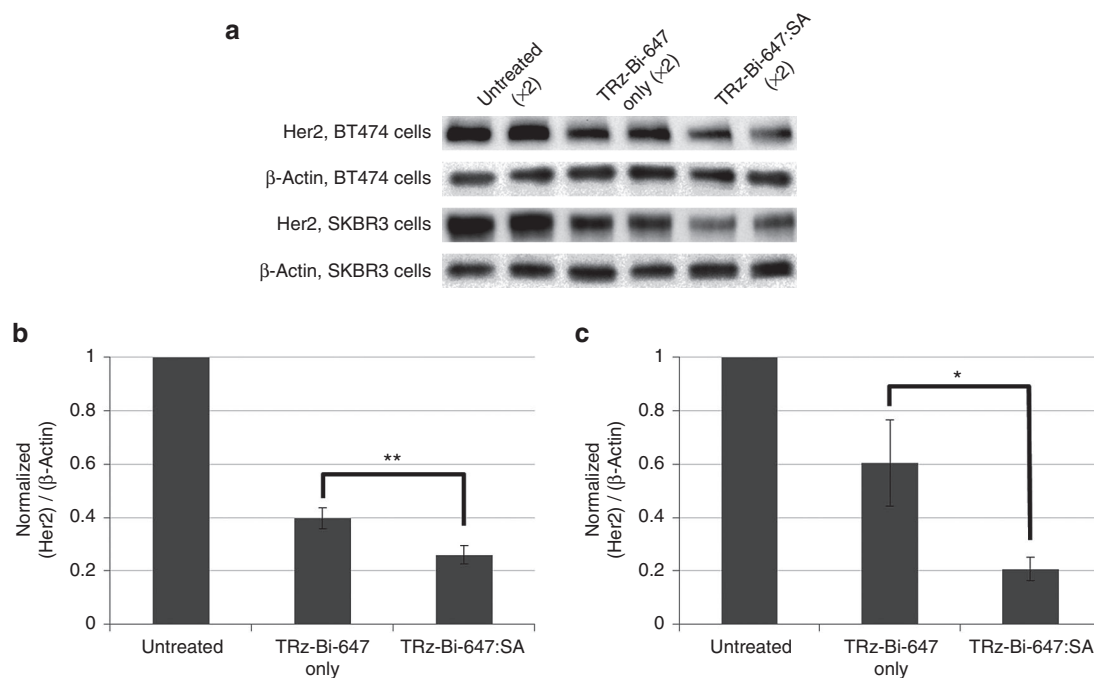 a
Untreated
(×2)
TRz-Bi-647
only (×2)
TRz-Bi-647:SA
(×2)
Her2, BT474 cells
β-Actin, BT474 cells
Her2, SKBR3 cells
β-Actin, SKBR3 cells
b
Normalized
(Her2) / (β-Actin)
1
0.8
0.6
0.4
0.2
0
**
Untreated
TRz-Bi-647
only
TRz-Bi-647:SA
c
Normalized
(Her2) / (β-Actin)
1
0.8
0.6
0.4
0.2
0
*
Untreated
TRz-Bi-647
only
TRz-Bi-647:SA